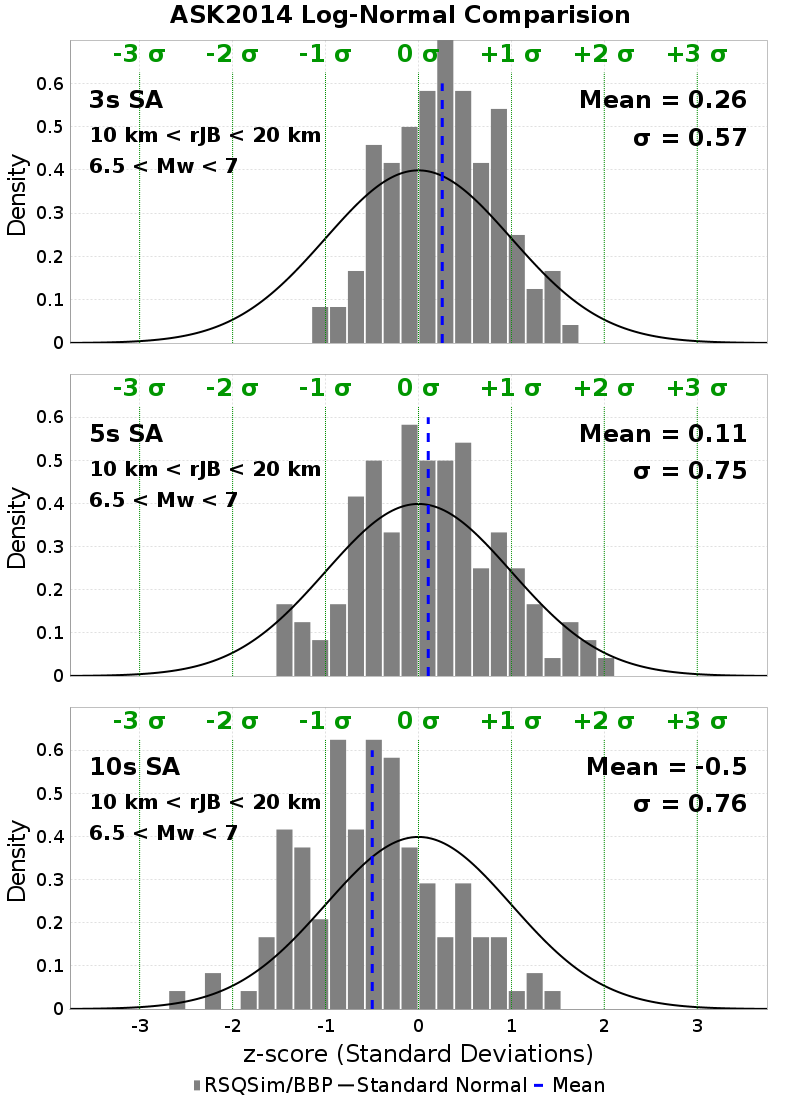 ASK2014 Log-Normal Comparision
-3 σ -2 σ -1 σ 0 σ +1 σ +2 σ +3 σ
3s SA
10 km < rJB < 20 km
6.5 < Mw < 7
Mean = 0.26
σ = 0.57
Density
0.6
0.5
0.4
0.3
0.2
0.1
0
-3 σ -2 σ -1 σ 0 σ +1 σ +2 σ +3 σ
5s SA
10 km < rJB < 20 km
6.5 < Mw < 7
Mean = 0.11
σ = 0.75
Density
0.6
0.5
0.4
0.3
0.2
0.1
0
-3 σ -2 σ -1 σ 0 σ +1 σ +2 σ +3 σ
10s SA
10 km < rJB < 20 km
6.5 < Mw < 7
Mean = -0.5
σ = 0.76
Density
0.6
0.5
0.4
0.3
0.2
0.1
0
-3 -2 -1 0 1 2 3
z-score (Standard Deviations)
RSQSim/BBP Standard Normal Mean